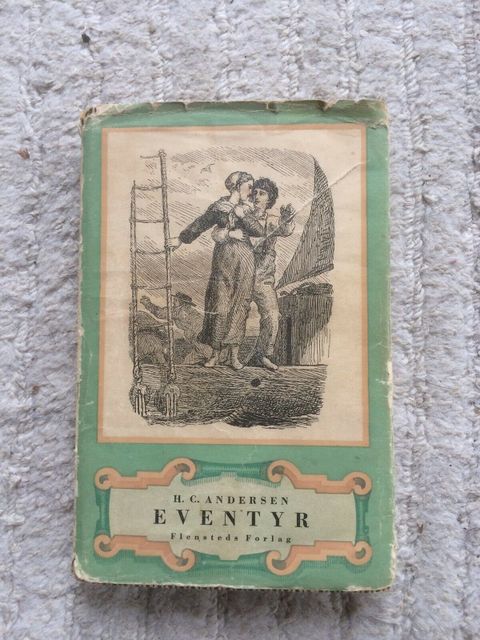 H. C. ANDERSEN
EVENTYR
Flensteds Forlag